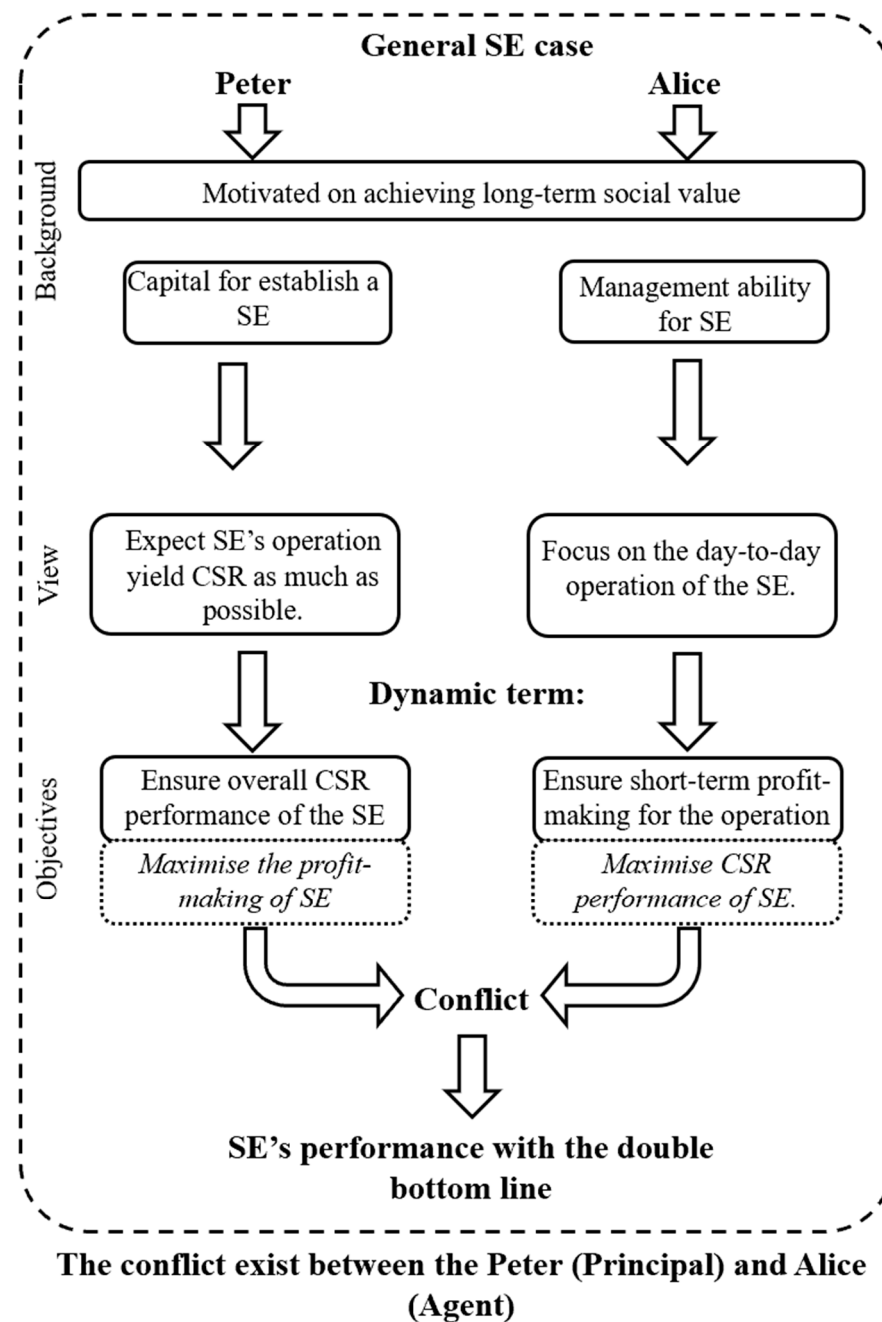 General SE case
Peter
Alice
Background
Motivated on achieving long-term social value
Capital for establish a
SE
Management ability
for SE
View
Expect SE’s operation
yield CSR as much as
possible.
Focus on the day-to-day
operation of the SE.
Dynamic term:
Objectives
Ensure overall CSR
performance of the SE
Maximise the profit-
making of SE
Ensure short-term profit-
making for the operation
Maximise CSR
performance of SE.
Conflict
SE’s performance with the double
bottom line
The conflict exist between the Peter (Principal) and Alice
(Agent)